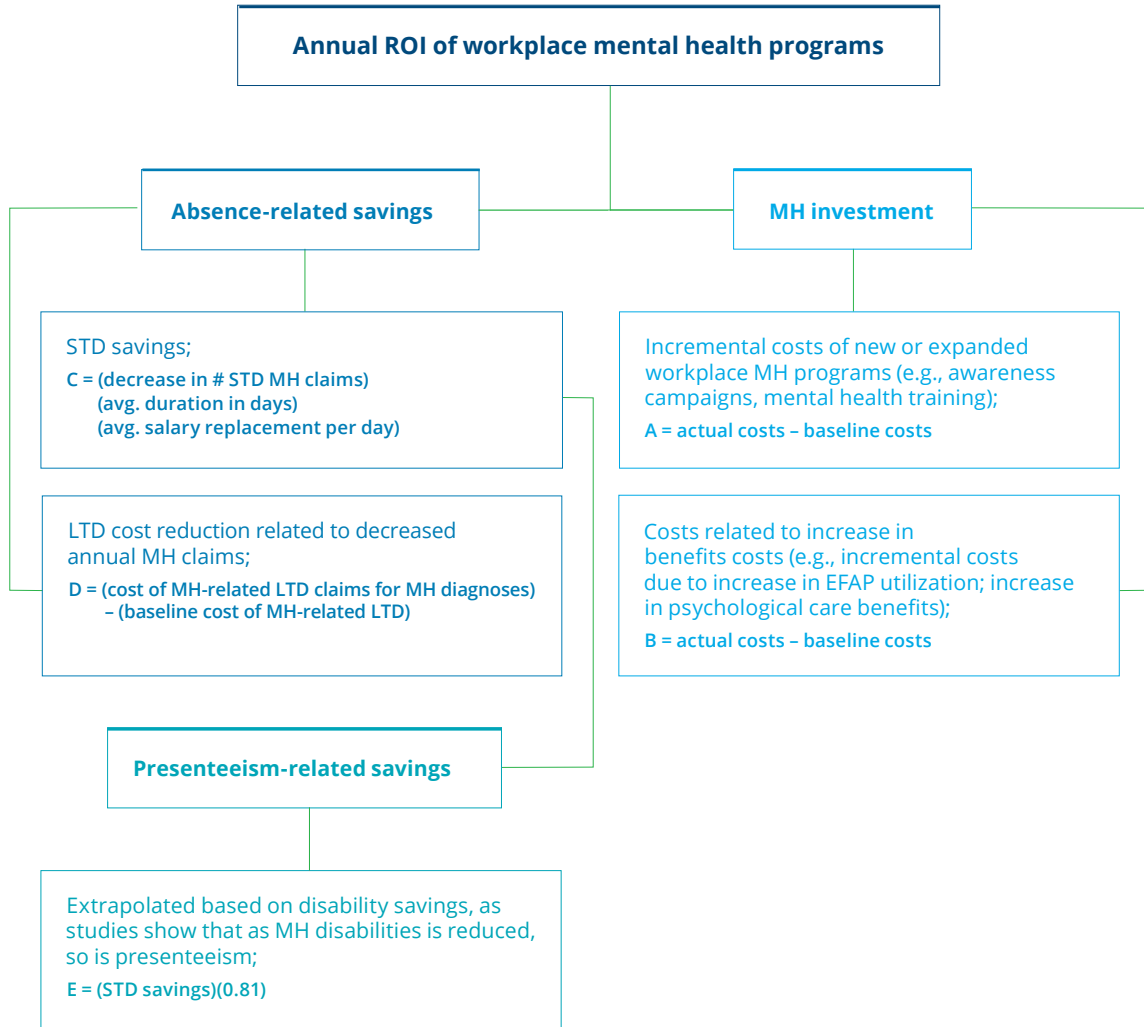 Annual ROI of workplace mental health programs
Absence-related savings
STD savings;
C = (decrease in # STD MH claims)
(avg. duration in days)
(avg. salary replacement per day)
LTD cost reduction related to decreased
annual MH claims;
D = (cost of MH-related LTD claims for MH diagnoses)
– (baseline cost of MH-related LTD)
Presenteeism-related savings
Extrapolated based on disability savings, as
studies show that as MH disabilities is reduced,
so is presenteeism;
E = (STD savings)(0.81)
MH investment
Incremental costs of new or expanded
workplace MH programs (e.g., awareness
campaigns, mental health training);
A = actual costs – baseline costs
Costs related to increase in
benefits costs (e.g., incremental costs
due to increase in EFAP utilization; increase
in psychological care benefits);
B = actual costs – baseline costs